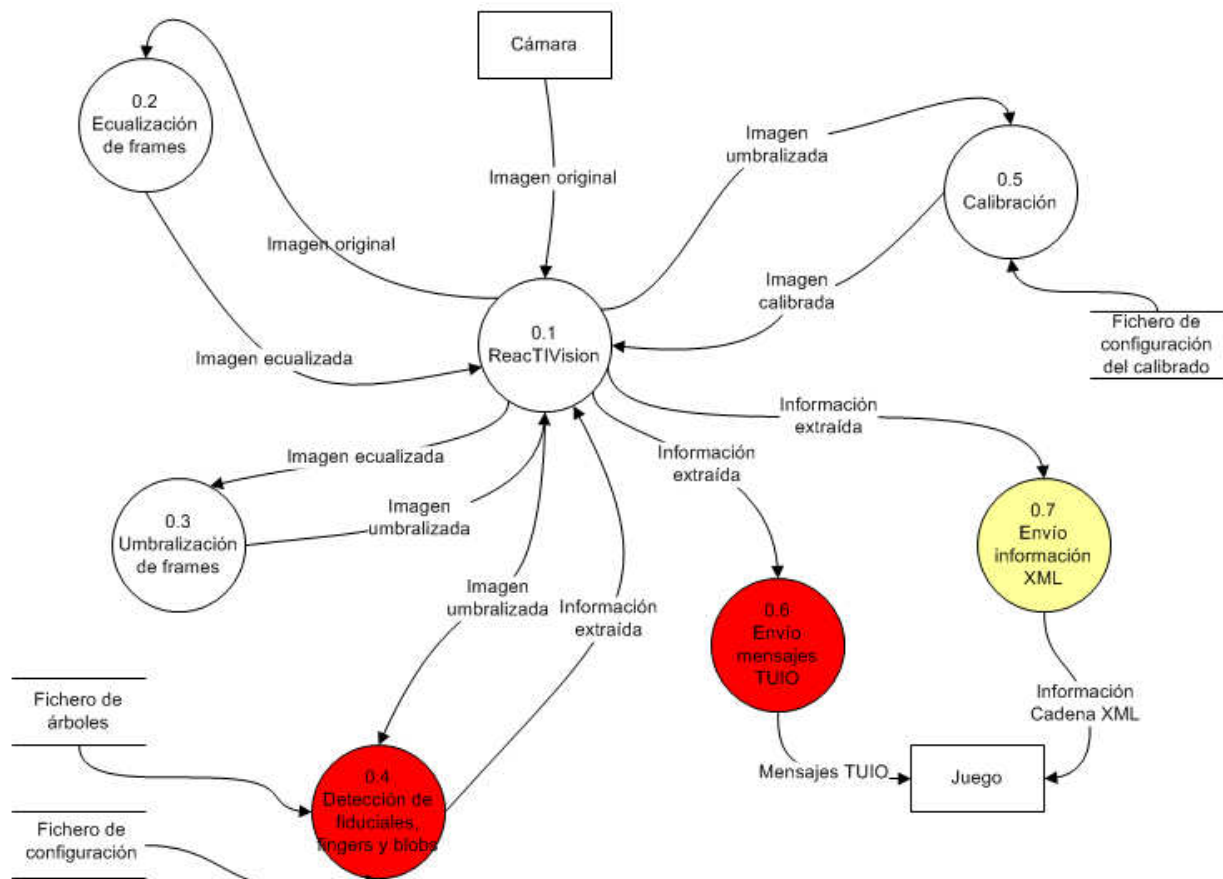 Cámara
0.2
Ecualización
de frames
Imagen
umbralizada
0.5
Calibración
Imagen original
Imagen original
Imagen
calibrada
Fichero de
configuración
del calibrado
0.1
ReacTIVision
Imagen ecualizada
Información
extraída
Imagen ecualizada
Información
extraída
Imagen
umbralizada
0.3
Umbralización
de frames
0.7
Envío
información
XML
Imagen
umbralizada
Información
extraída
0.6
Envío
mensajes
TUIO
Fichero de
árboles
Información
Cadena XML
Mensajes TUIO
Juego
0.4
Detección de
fiduciales,
fingers y blobs
Fichero de
configuración